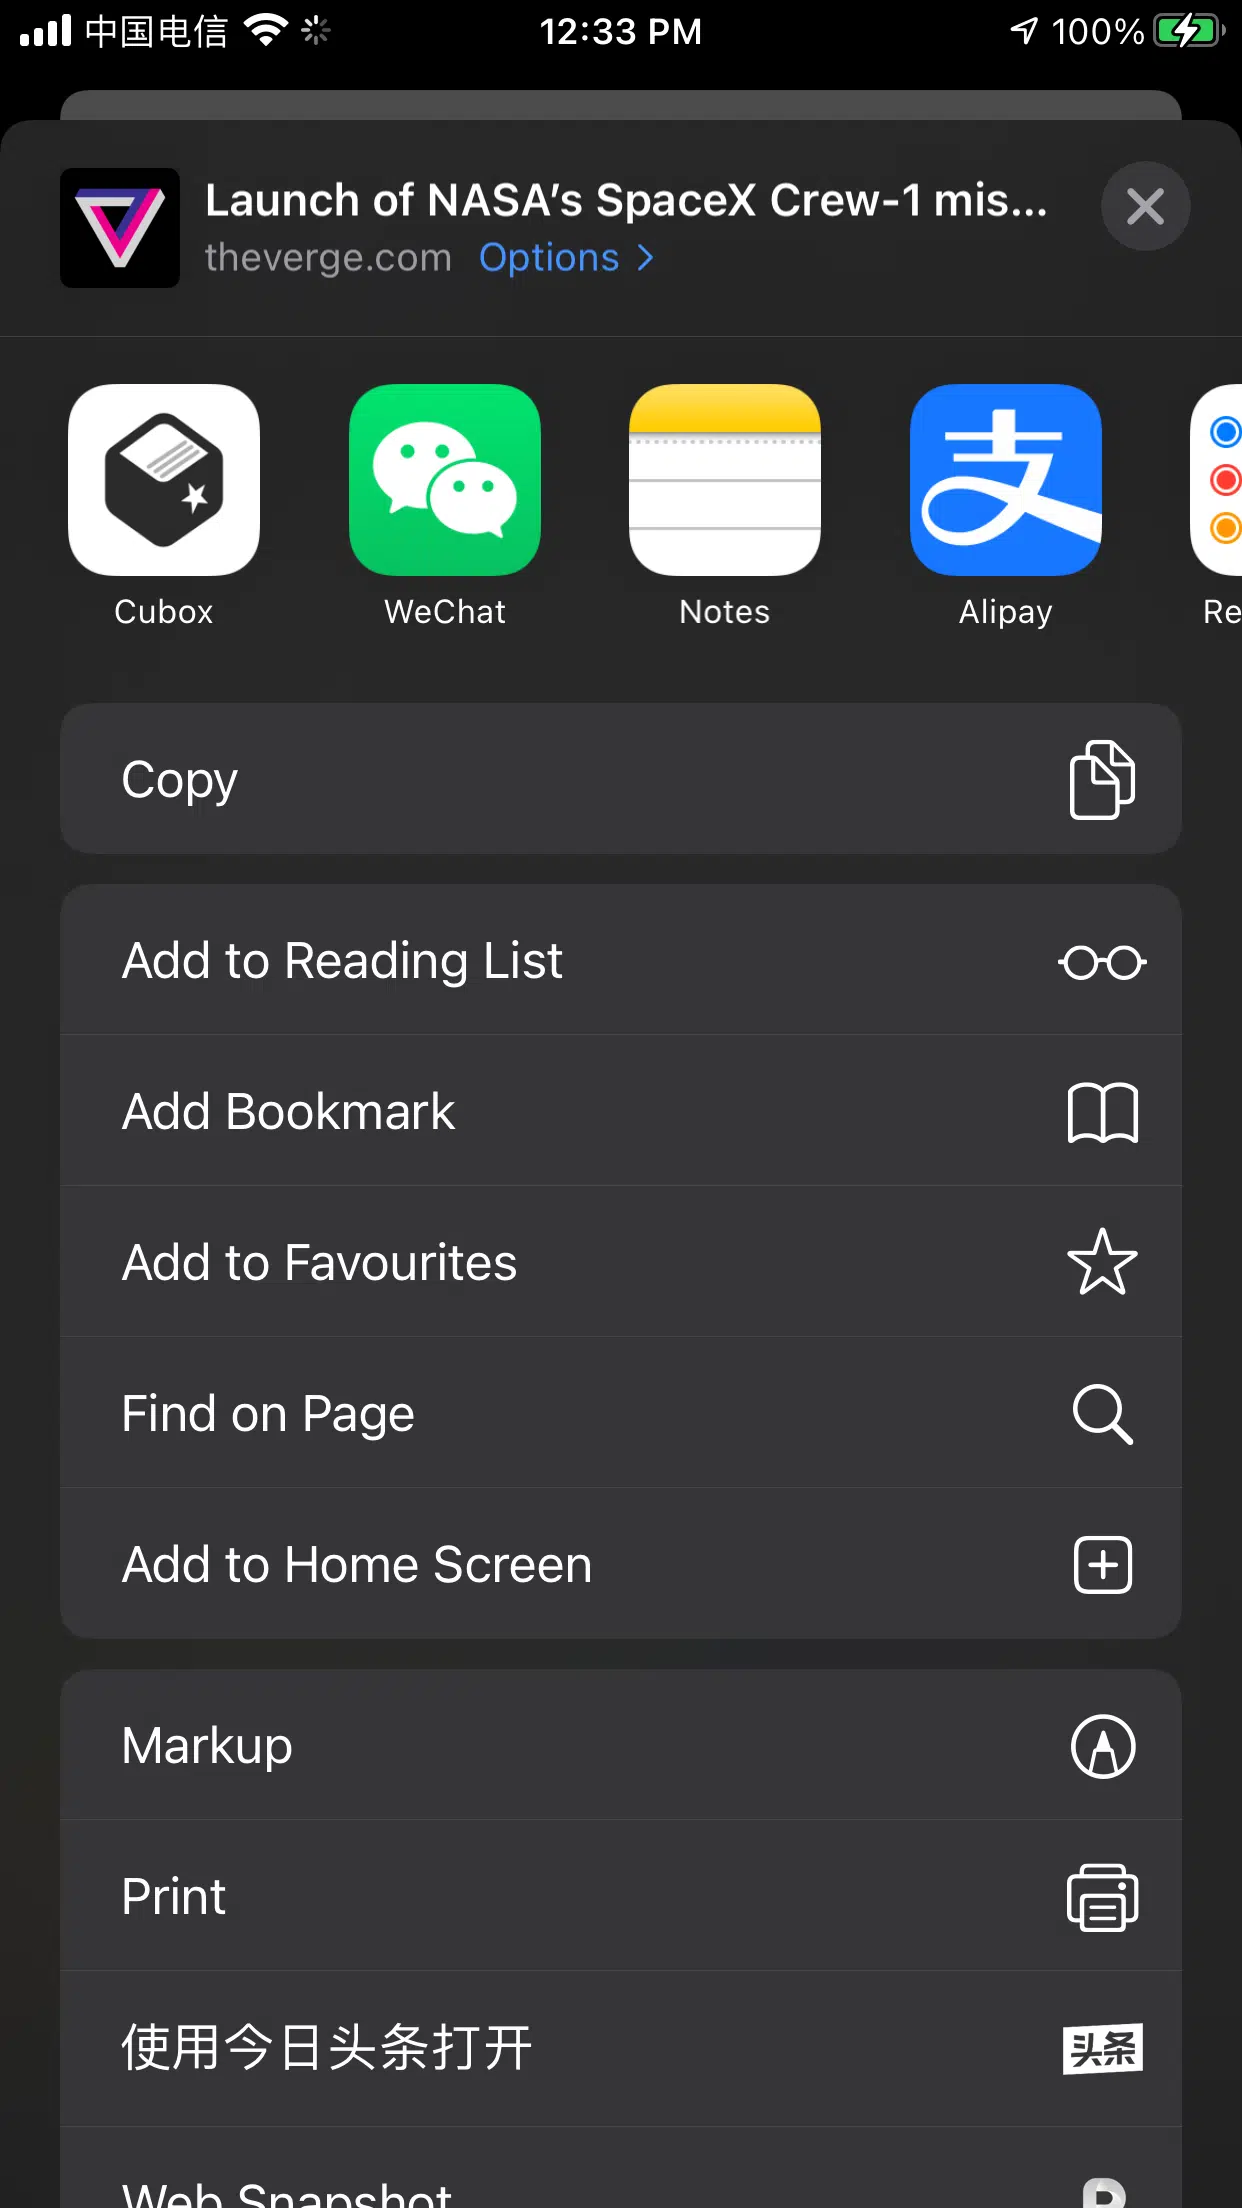 中国电信 12:33 PM 100%
Launch of NASA’s SpaceX Crew-1 mis...
theverge.com Options
支
Cubox WeChat Notes Alipay Re
Copy
Add to Reading List
Add Bookmark
Add to Favourites
Find on Page
Add to Home Screen
Markup
Print
使用今日头条打开 头条
Web Snapshot